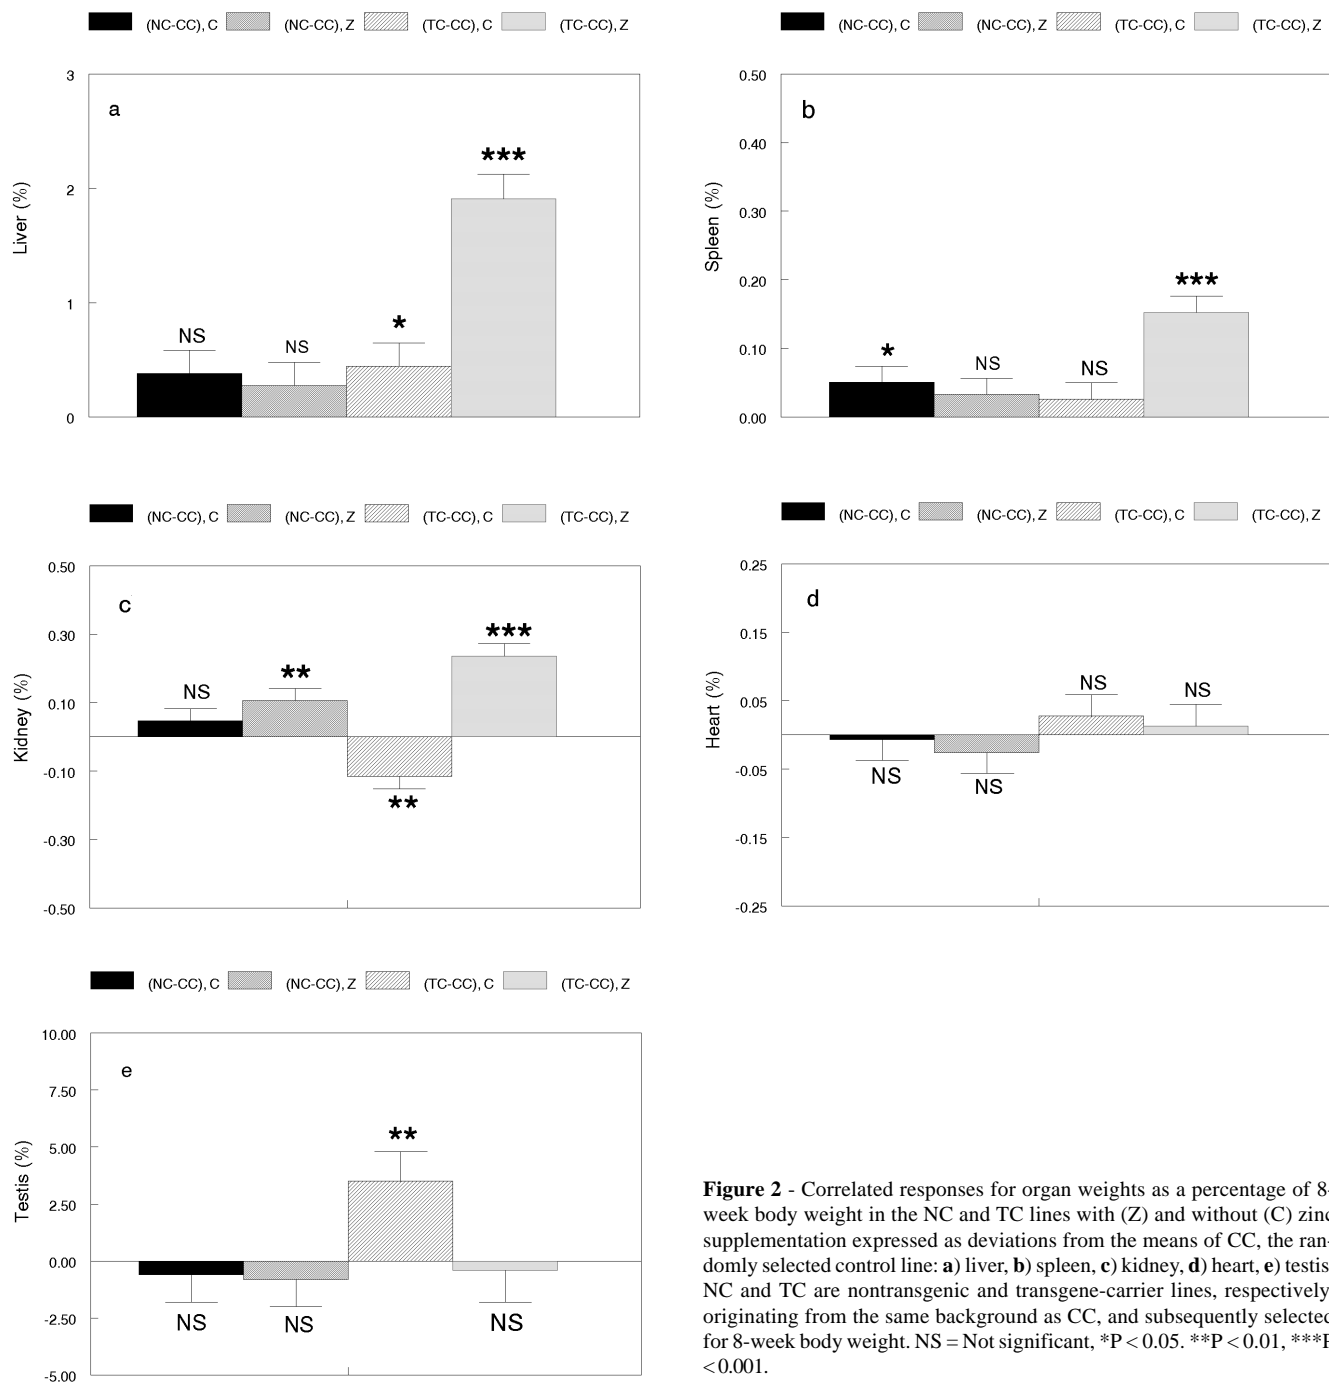 (NC-CC), C (NC-CC), Z (TC-CC), C (TC-CC), Z
3
a
***
2
Liver (%)
1
NS
NS
*
0
(NC-CC), C (NC-CC), Z (TC-CC), C (TC-CC), Z
0.50
b
0.40
0.30
Spleen (%)
0.20
***
0.10
*
NS
NS
0.00
(NC-CC), C (NC-CC), Z (TC-CC), C (TC-CC), Z
0.50
c
0.30
***
NS
**
0.10
Kidney (%)
-0.10
**
-0.30
-0.50
(NC-CC), C (NC-CC), Z (TC-CC), C (TC-CC), Z
0.25
d
0.15
NS
NS
0.05
Heart (%)
-0.05
NS
NS
-0.15
-0.25
(NC-CC), C (NC-CC), Z (TC-CC), C (TC-CC), Z
10.00
e
7.50
5.00
**
Testis (%)
2.50
0.00
NS
NS
NS
-2.50
-5.00
Figure 2 - Correlated responses for organ weights as a percentage of 8-
week body weight in the NC and TC lines with (Z) and without (C) zinc
supplementation expressed as deviations from the means of CC, the ran-
domly selected control line: a) liver, b) spleen, c) kidney, d) heart, e) testis
NC and TC are nontransgenic and transgene-carrier lines, respectively
originating from the same background as CC, and subsequently selected
for 8-week body weight. NS = Not significant, *P < 0.05. **P < 0.01, ***P
< 0.001.